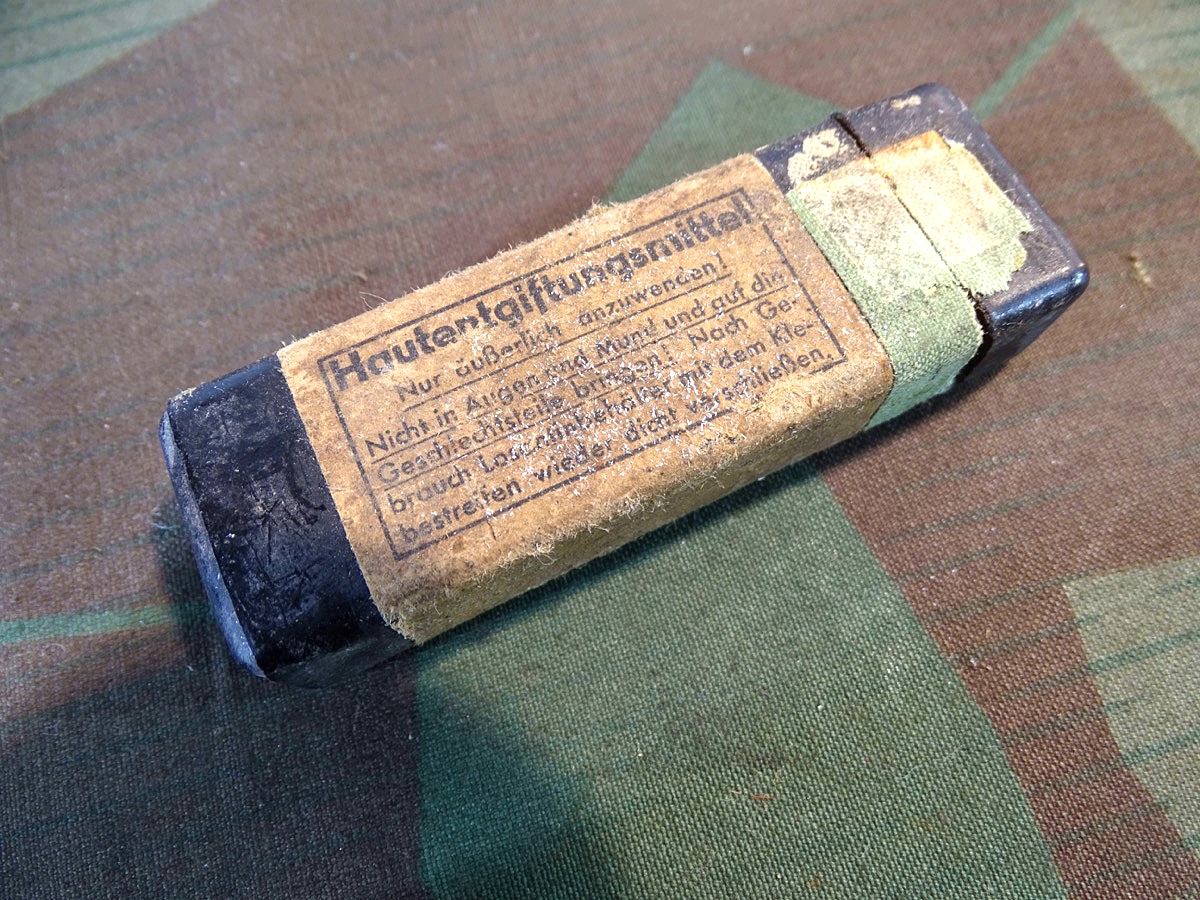 Hautentgiftungsmittel
Nur äußerlich anzuwenden!
Nicht in Augen und Mund und auf die
Geschlechtsteile bringen! Nach Ge-
brauch Losantinbehälter mit dem Kle-
bestreifen wieder dicht verschließen.